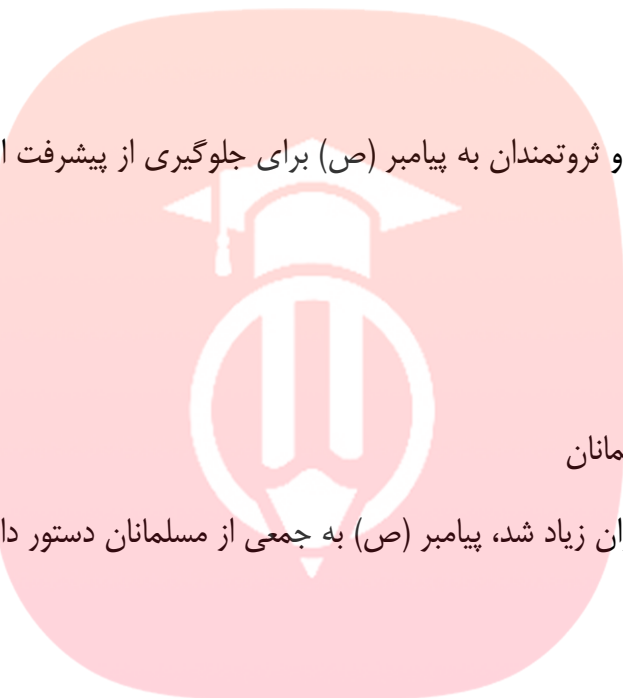 و ثروتمندان به پیامبر (ص) برای جلوگیری از پیشرفت ا
مانان
ان زیاد شد، پیامبر (ص) به جمعی از مسلمانان دستور دا